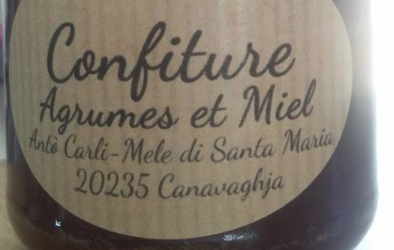 Confiture
Agrumes et Miel
Antò Carli-Mele di Santa Maria
20235 Canavaghja